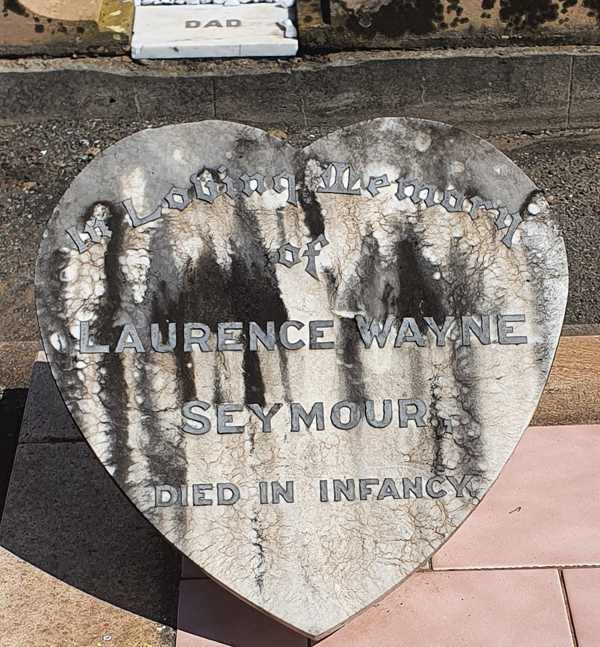 DAD
In Loving Memory
of
LAURENCE WAYNE
SEYMOUR
DIED IN INFANCY